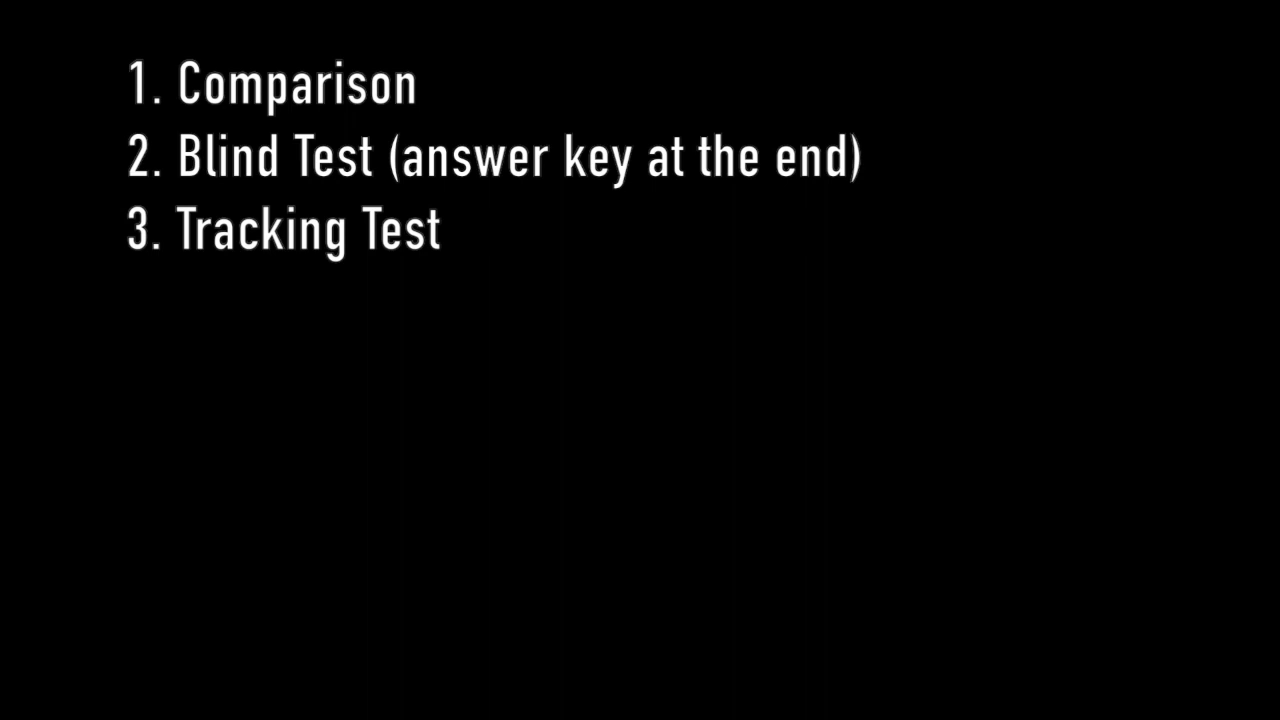 1. Comparison
2. Blind Test (answer key at the end)
3. Tracking Test